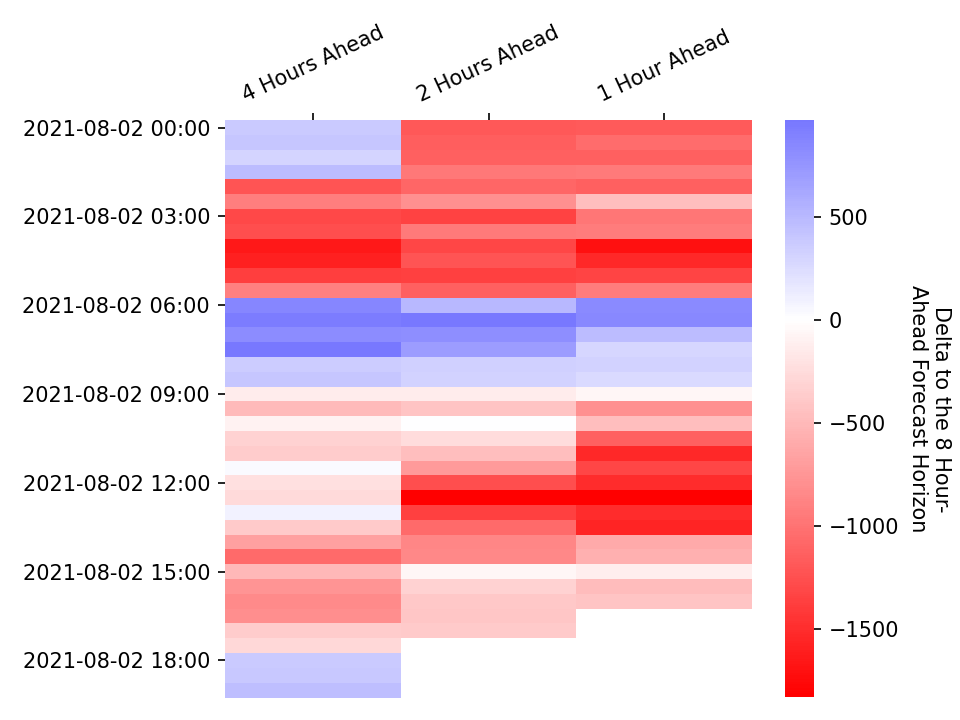 4 Hours Ahead
2 Hours Ahead
1 Hour Ahead
2021-08-02 00:00
2021-08-02 03:00
2021-08-02 06:00
2021-08-02 09:00
2021-08-02 12:00
2021-08-02 15:00
2021-08-02 18:00
500
0
−500
−1000
−1500
Delta to the 8 Hour-
Ahead Forecast Horizon